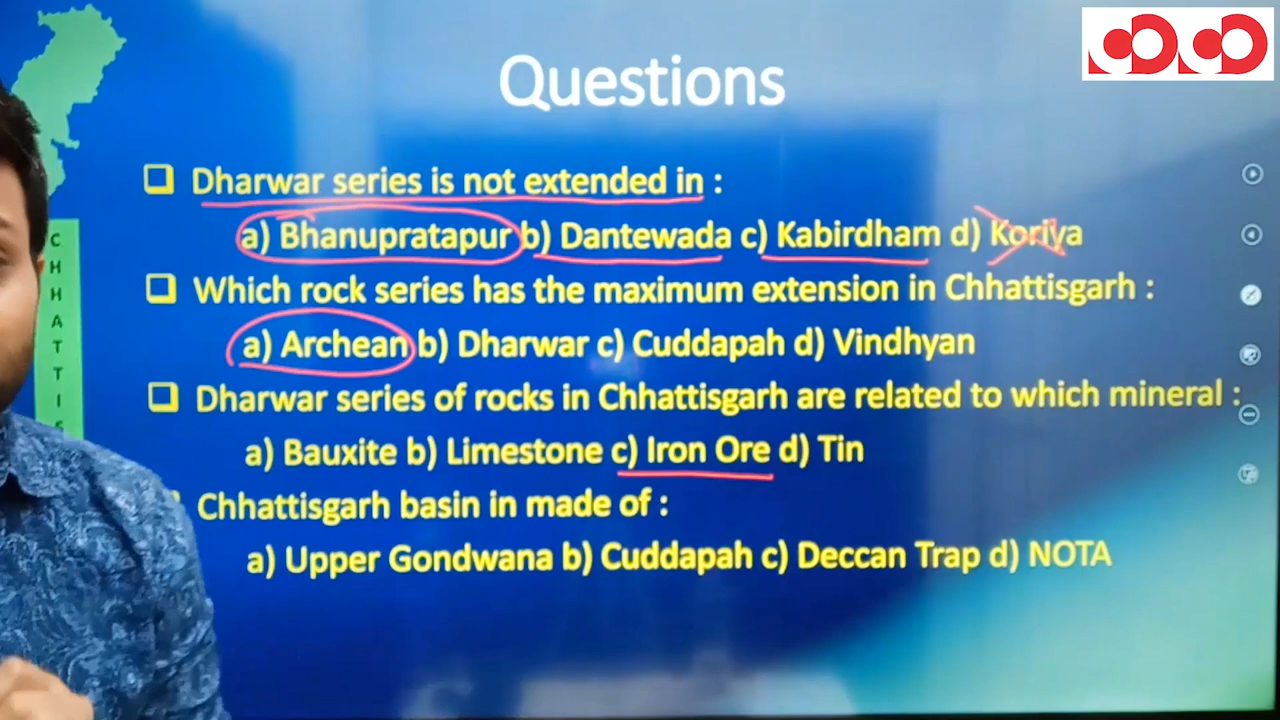 Questions
Dharwar series is not extended in :
a) Bhanupratapur b) Dantewada c) Kabirdham d) Koriya
Which rock series has the maximum extension in Chhattisgarh :
a) Archean b) Dharwar c) Cuddapah d) Vindhyan
Dharwar series of rocks in Chhattisgarh are related to which mineral :
a) Bauxite b) Limestone c) Iron Ore d) Tin
Chhattisgarh basin in made of :
a) Upper Gondwana b) Cuddapah c) Deccan Trap d) NOTA
C
H
H
A
T
T
I